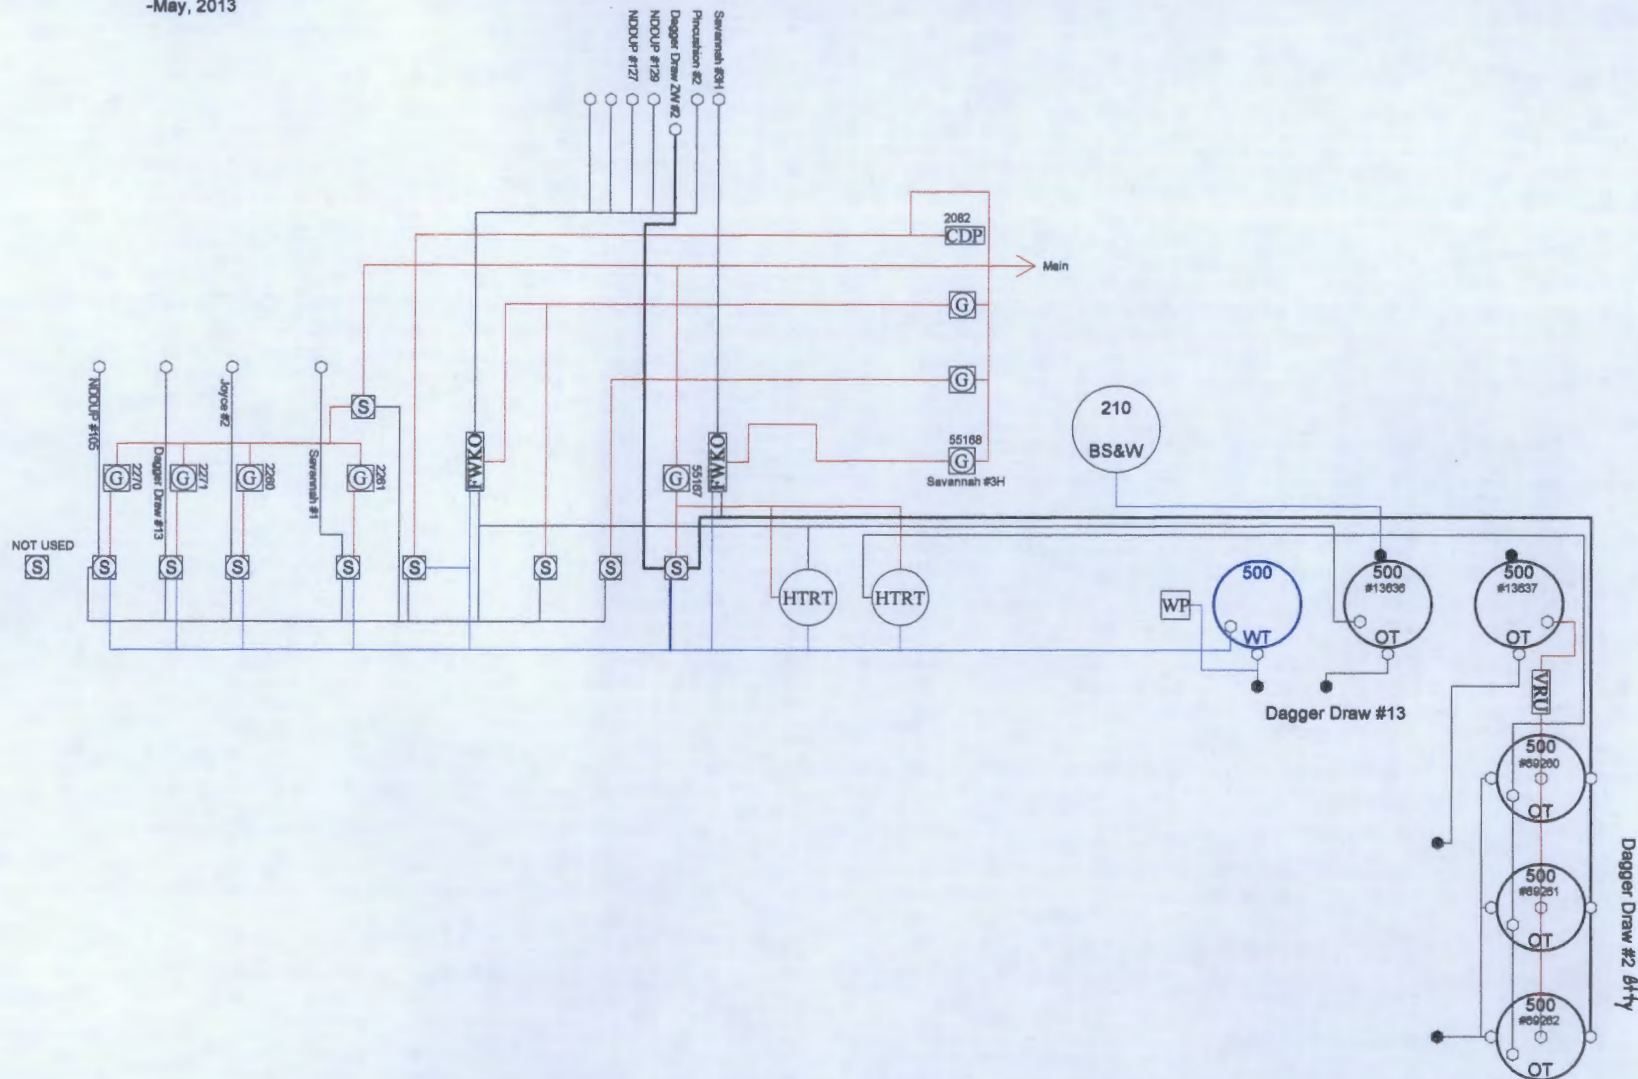 -May, 2013
Savannah #3H
Pincushion #2
Dagger Draw ZW #2
NDDUP #129
NDDUP #127
2082
CDP
Main
G
G
55168
G
Savannah #3H
210
BS&W
NDDUP #105
Dagger Draw #13
Joyce #2
Savannah #1
S
2270
G
2271
G
2260
G
2261
G
FWKO
55167
G
FWKO
NOT USED
S
S
S
S
S
S
S
S
S
HTRT
HTRT
WP
500
WT
500
#13636
OT
500
#13637
OT
Dagger Draw #13
VRU
500
#69260
OT
500
#69261
OT
500
#69262
OT
Dagger Draw #2 Btty